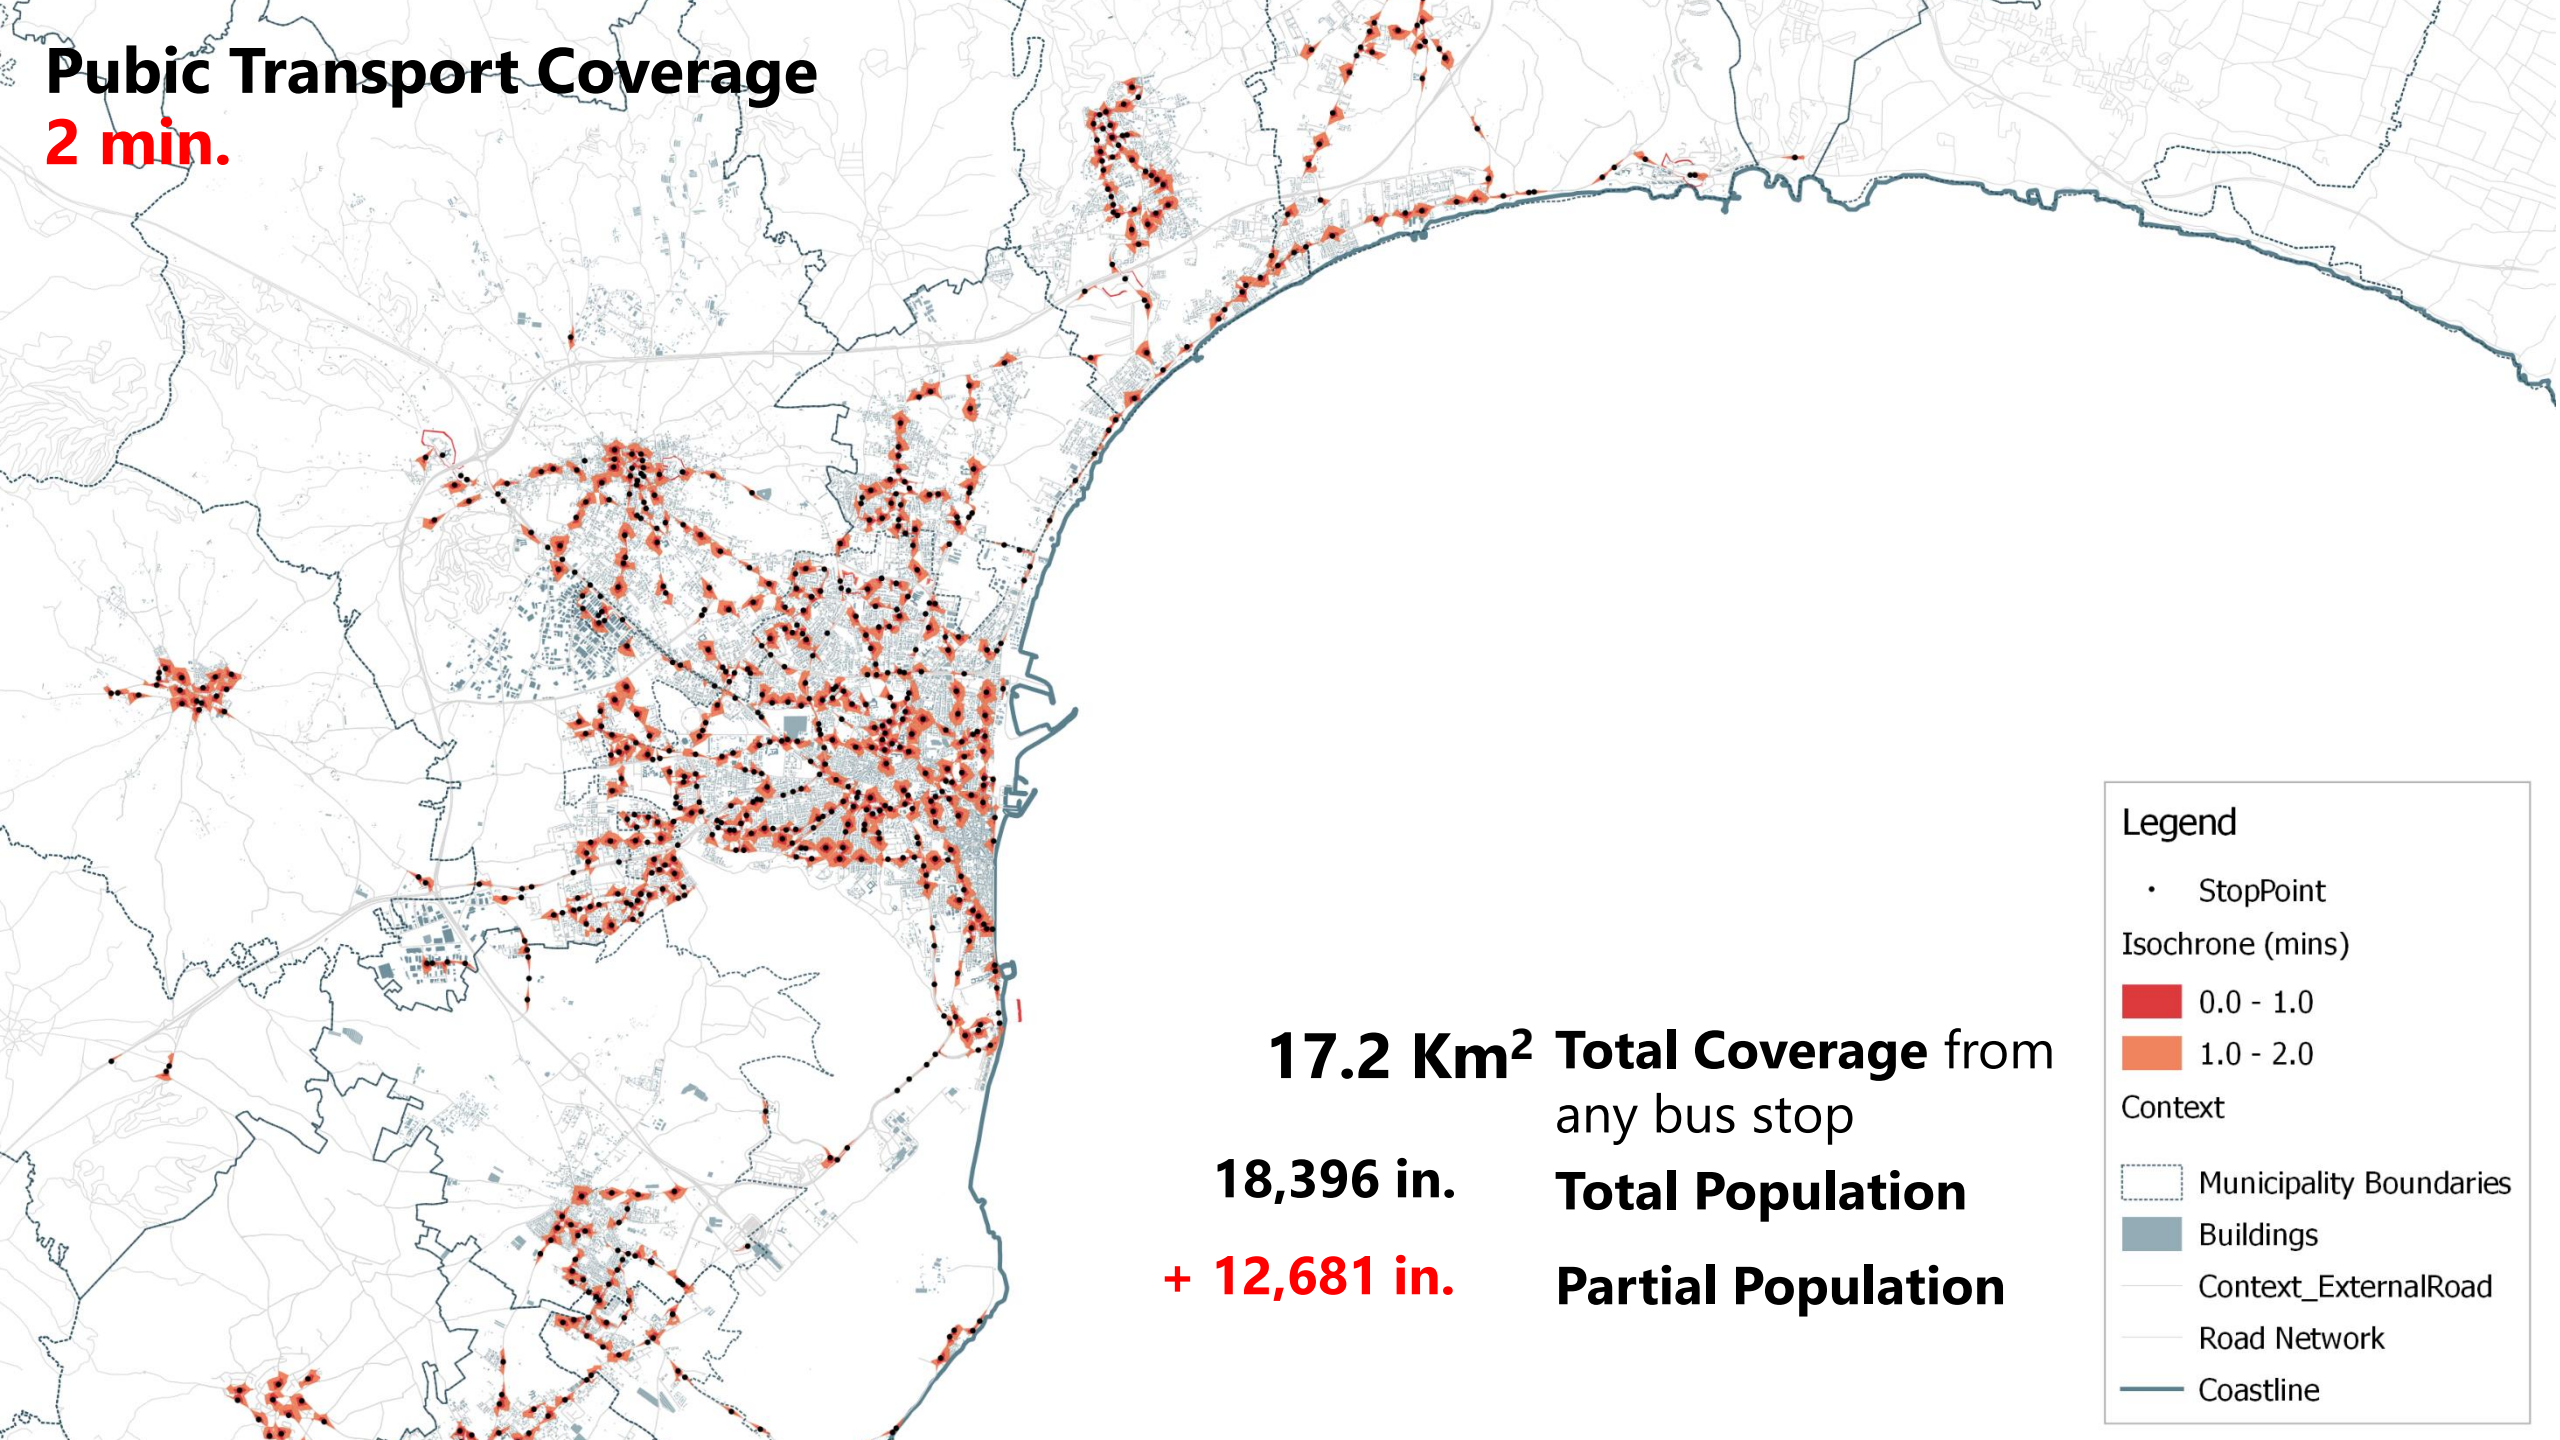 Pubic Transport Coverage
2 min.
17.2 Km² Total Coverage from
any bus stop
18,396 in. Total Population
+ 12,681 in. Partial Population
Legend
StopPoint
Isochrone (mins)
0.0 - 1.0
1.0 - 2.0
Context
Municipality Boundaries
Buildings
Context_ExternalRoad
Road Network
Coastline